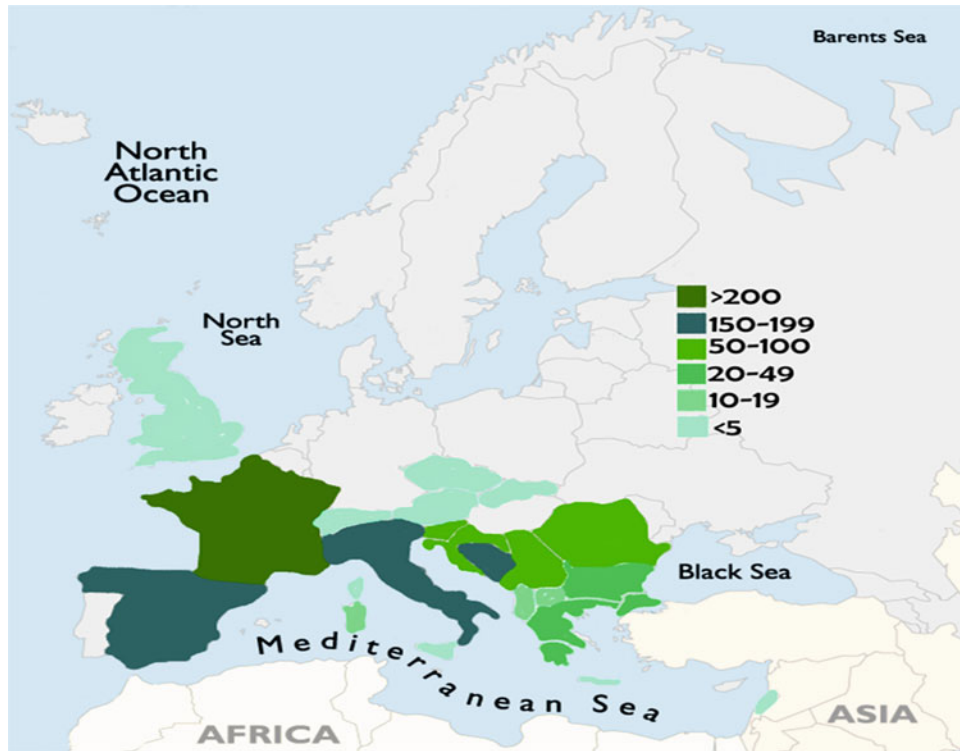 Barents Sea
North
Atlantic
Ocean
North
Sea
>200
150-199
50-100
20-49
10-19
<5
Black Sea
Mediterranean Sea
AFRICA
ASIA